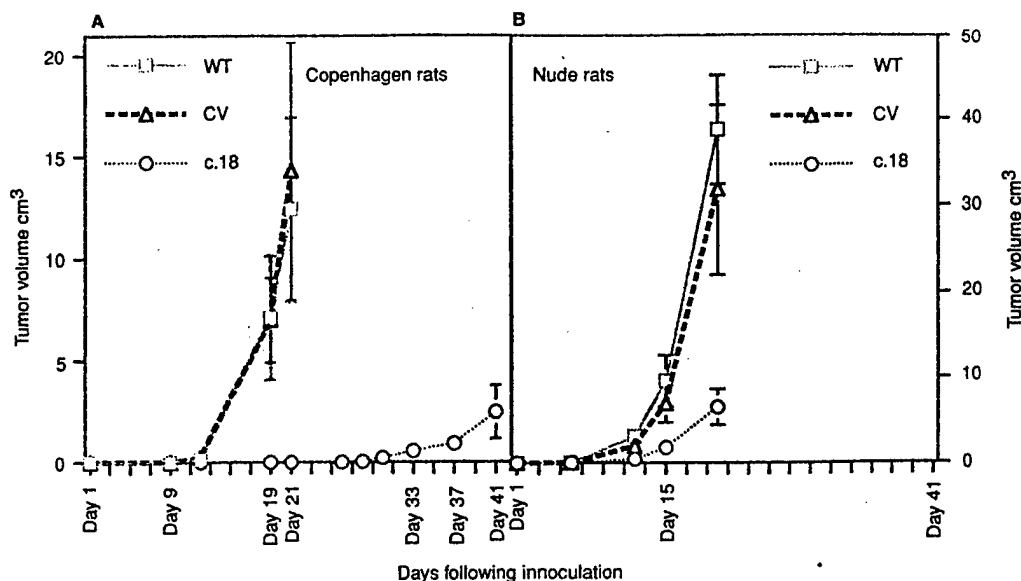 A
B
20
15
10
5
0
Tumor volume cm3
WT
CV
c.18
Copenhagen rats
Nude rats
WT
CV
c.18
50
40
30
20
10
0
Tumor volume cm3
Day 1
Day 9
Day 19
Day 21
Day 33
Day 37
Day 41
Day 1
Day 15
Day 41
Days following innoculation